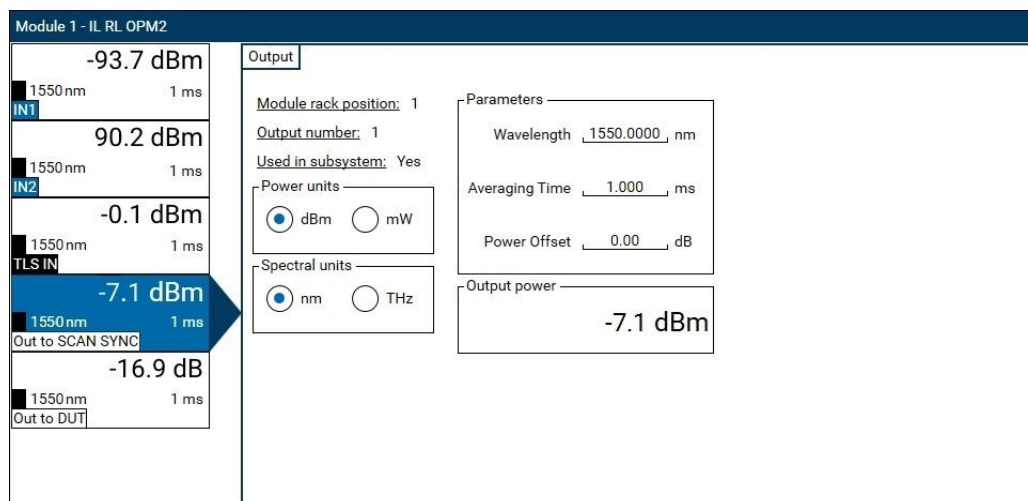 Module 1 - IL RL OPM2
-93.7 dBm
1550 nm 1 ms
IN1
90.2 dBm
1550 nm 1 ms
IN2
-0.1 dBm
1550 nm 1 ms
TLS IN
-7.1 dBm
1550 nm 1 ms
Out to SCAN SYNC
-16.9 dB
1550 nm 1 ms
Out to DUT
Output
Module rack position: 1
Output number: 1
Used in subsystem: Yes
Power units
dBm mW
Spectral units
nm THz
Parameters
Wavelength 1550.0000 nm
Averaging Time 1.000 ms
Power Offset 0.00 dB
Output power
-7.1 dBm